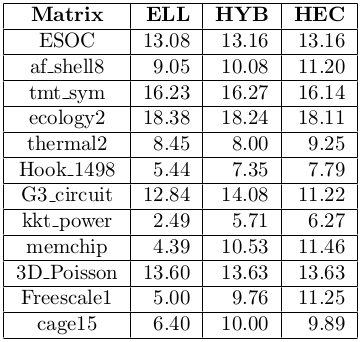 Matrix ELL HYB HEC
ESOC 13.08 13.16 13.16
af_shell8 9.05 10.08 11.20
tmt_sym 16.23 16.27 16.14
ecology2 18.38 18.24 18.11
thermal2 8.45 8.00 9.25
Hook_1498 5.44 7.35 7.79
G3_circuit 12.84 14.08 11.22
kkt_power 2.49 5.71 6.27
memchip 4.39 10.53 11.46
3D_Poisson 13.60 13.63 13.63
Freescale1 5.00 9.76 11.25
cage15 6.40 10.00 9.89